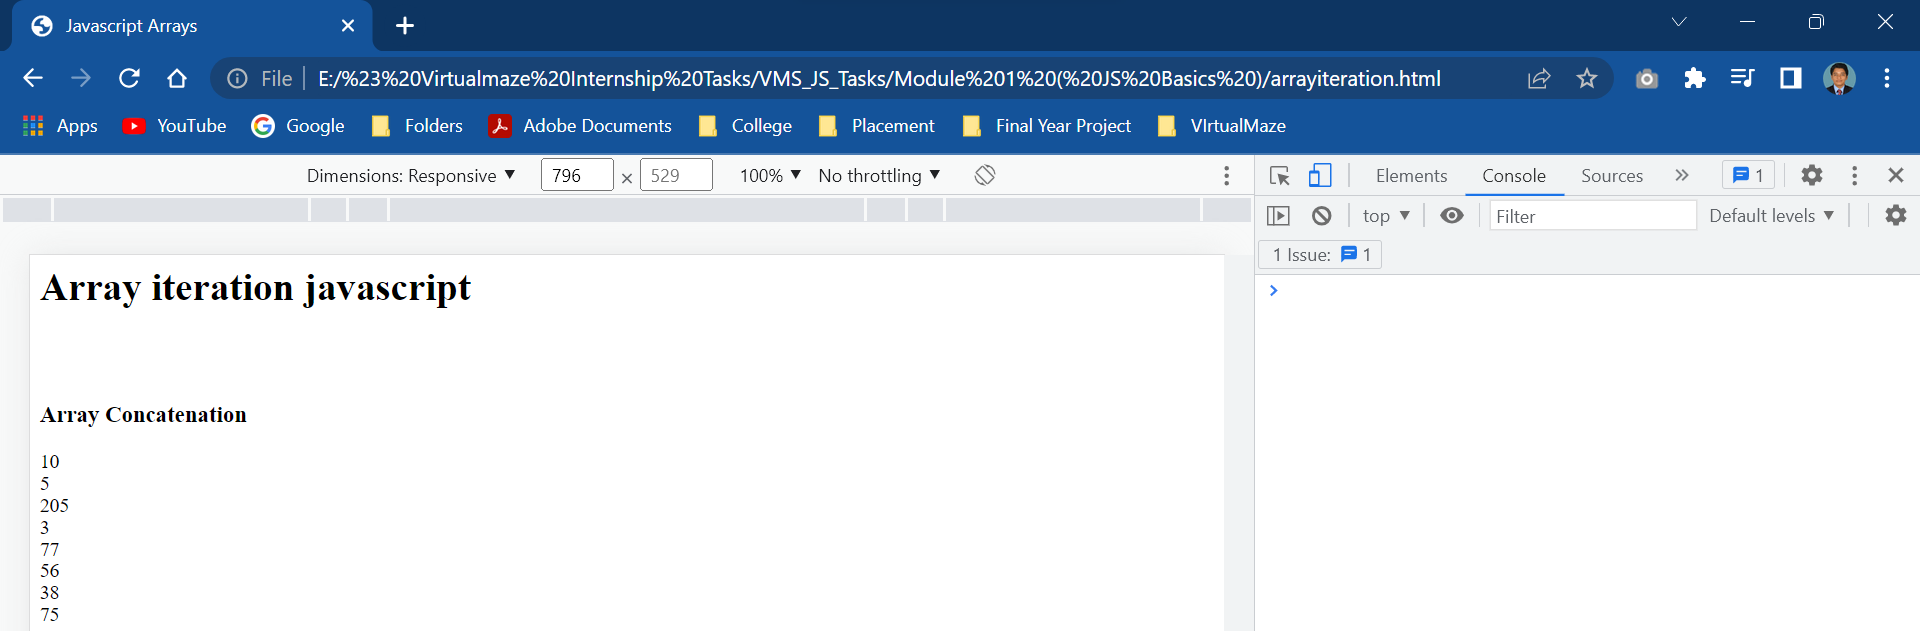 Javascript Arrays
File E:/%23%20Virtualmaze%20Internship%20Tasks/VMS_JS_Tasks/Module%201%20(%20JS%20Basics%20)/arrayiteration.html
Apps YouTube Google Folders Adobe Documents College Placement Final Year Project VIrtualMaze
Dimensions: Responsive 796 × 529 100% No throttling
Elements Console Sources 1
top Filter Default levels
1 Issue: 1
Array iteration javascript
Array Concatenation
10
5
205
3
77
56
38
75